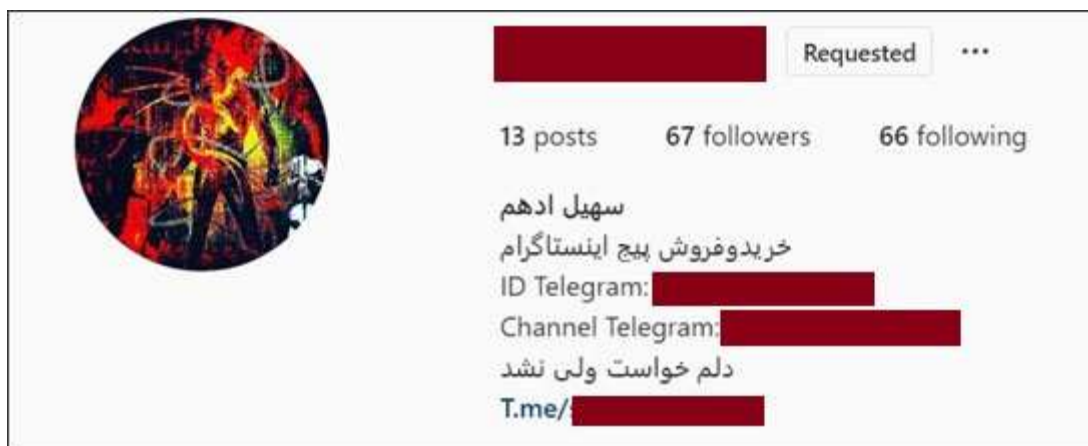 Requested ...
13 posts 67 followers 66 following
سهیل ادهم
خریدوفروش پیج اینستاگرام
ID Telegram:
Channel Telegram:
دلم خواست ولی نشد
T.me/